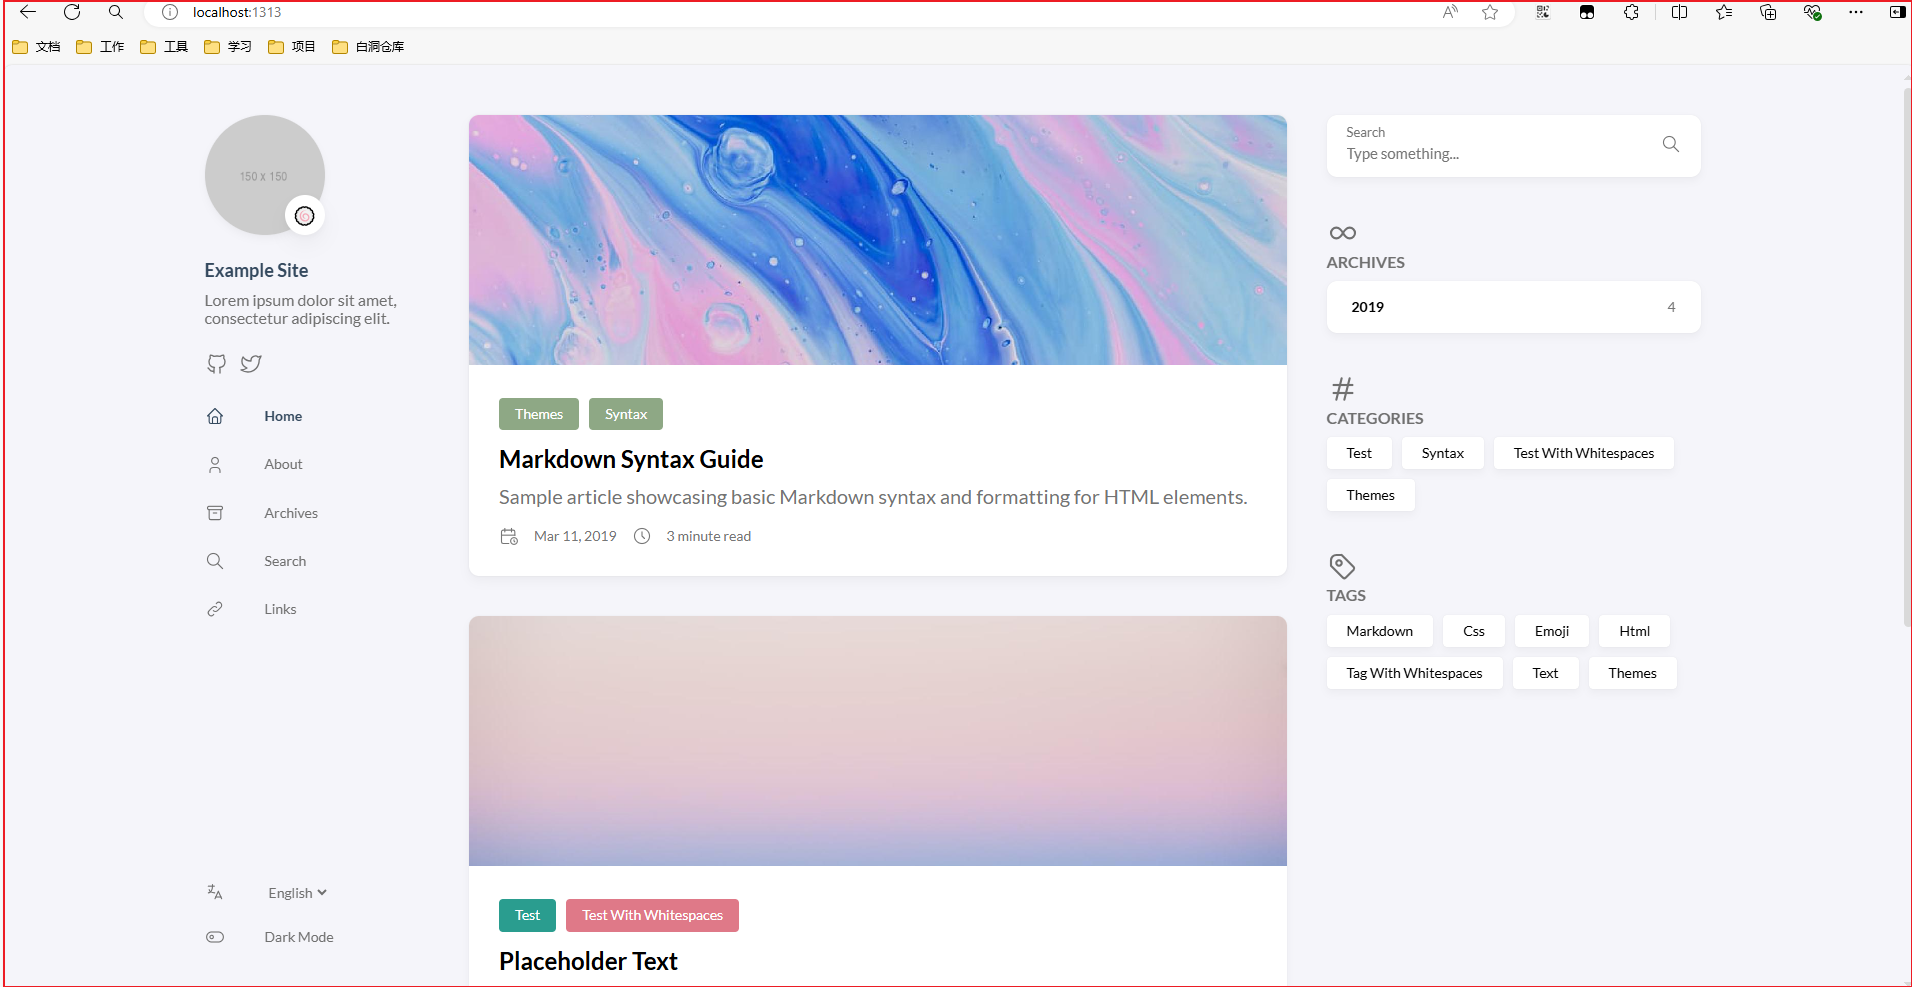 localhost:1313
文档 工作 工具 学习 项目 白洞仓库
150 x 150
Example Site
Lorem ipsum dolor sit amet,
consectetur adipiscing elit.
Home
About
Archives
Search
Links
English
Dark Mode
Themes Syntax
Markdown Syntax Guide
Sample article showcasing basic Markdown syntax and formatting for HTML elements.
Mar 11, 2019 3 minute read
Test Test With Whitespaces
Placeholder Text
Search
Type something...
ARCHIVES
2019 4
CATEGORIES
Test Syntax Test With Whitespaces
Themes
TAGS
Markdown Css Emoji Html
Tag With Whitespaces Text Themes